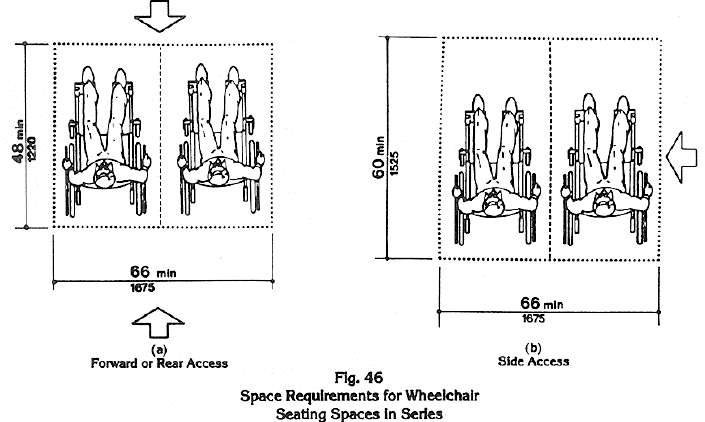 48 min
1220
66 min
1675
(a)
Forward or Rear Access
60 min
1525
66 min
1675
(b)
Side Access
Fig. 46
Space Requirements for Wheelchair
Seating Spaces in Series